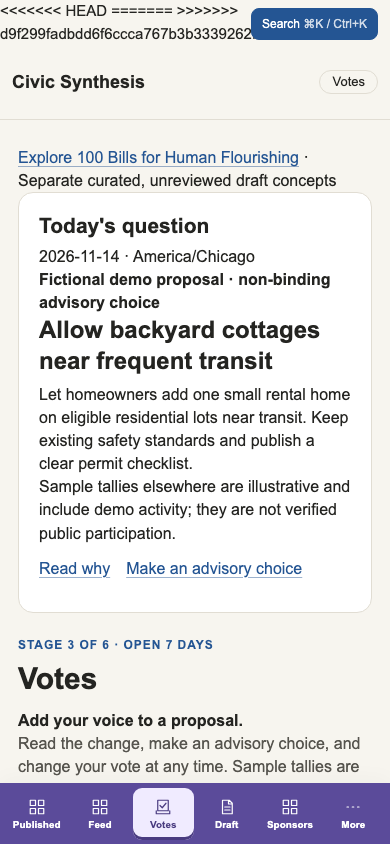 <<<<<<< HEAD ======= >>>>>>>
d9f299fadbdd6f6ccca767b3b3339262
Search ⌘K / Ctrl+K
Civic Synthesis
Votes
Explore 100 Bills for Human Flourishing ·
Separate curated, unreviewed draft concepts
Today's question
2026-11-14 · America/Chicago
Fictional demo proposal · non-binding
advisory choice
Allow backyard cottages
near frequent transit
Let homeowners add one small rental home
on eligible residential lots near transit. Keep
existing safety standards and publish a
clear permit checklist.
Sample tallies elsewhere are illustrative and
include demo activity; they are not verified
public participation.
Read why Make an advisory choice
STAGE 3 OF 6 · OPEN 7 DAYS
Votes
Add your voice to a proposal.
Read the change, make an advisory choice, and
change your vote at any time. Sample tallies are
Published Feed Votes Draft Sponsors More